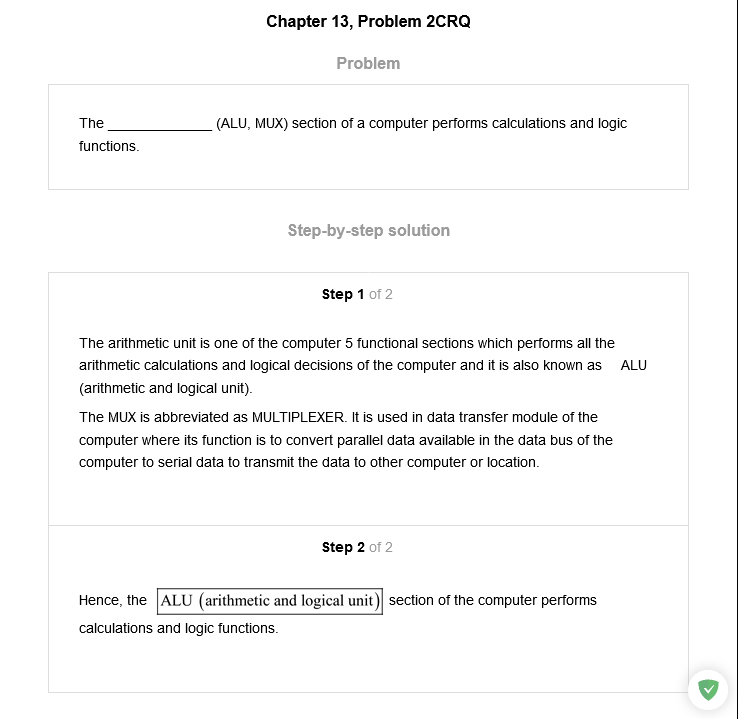 Chapter 13, Problem 2CRQ
Problem
The ______________ (ALU, MUX) section of a computer performs calculations and logic
functions.
Step-by-step solution
Step 1 of 2
The arithmetic unit is one of the computer 5 functional sections which performs all the
arithmetic calculations and logical decisions of the computer and it is also known as ALU
(arithmetic and logical unit).
The MUX is abbreviated as MULTIPLEXER. It is used in data transfer module of the
computer where its function is to convert parallel data available in the data bus of the
computer to serial data to transmit the data to other computer or location.
Step 2 of 2
Hence, the ALU (arithmetic and logical unit) section of the computer performs
calculations and logic functions.